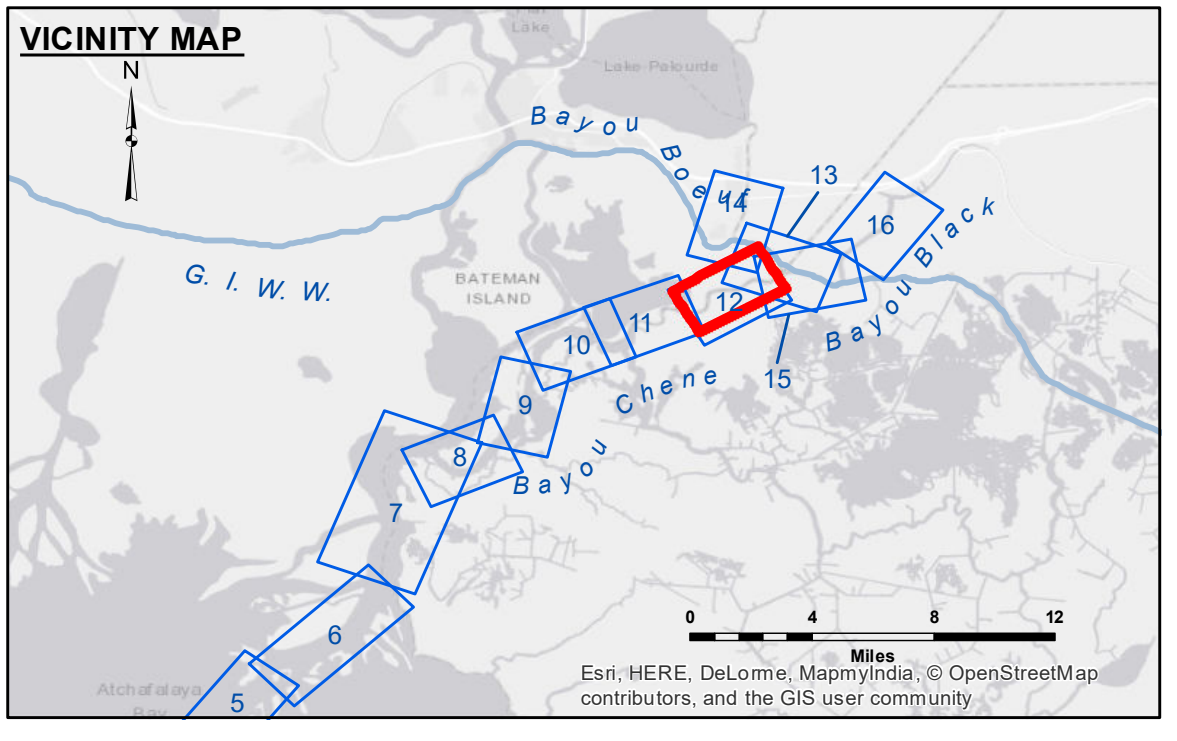 VICINITY MAP
N
Lake
Lake Palourde
Bayou
Boeuf
13
14
16
Bayou Black
G. I. W. W.
BATEMAN
ISLAND
12
11
10
15
Chene
9
8
Bayou
7
6
5
Atchafalaya
Bay
0 4 8 12
Miles
Esri, HERE, DeLorme, MapmyIndia, © OpenStreetMap
contributors, and the GIS user community